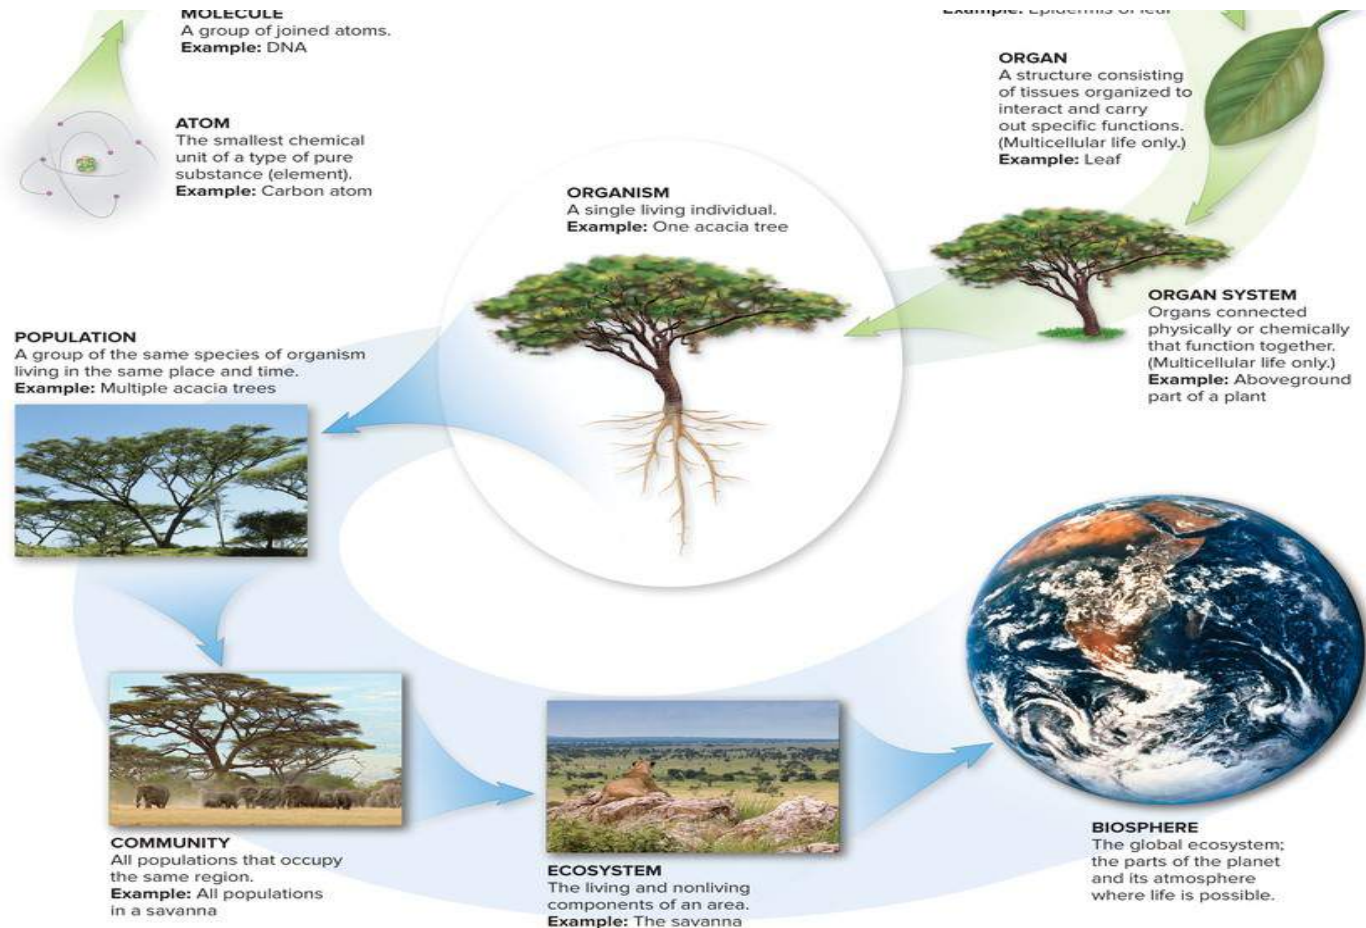 MOLECULE
A group of joined atoms.
Example: DNA
ATOM
The smallest chemical
unit of a type of pure
substance (element).
Example: Carbon atom
Example: Epidermis of leaf
ORGAN
A structure consisting
of tissues organized to
interact and carry
out specific functions.
(Multicellular life only.)
Example: Leaf
ORGANISM
A single living individual.
Example: One acacia tree
ORGAN SYSTEM
Organs connected
physically or chemically
that function together.
(Multicellular life only.)
Example: Aboveground
part of a plant
POPULATION
A group of the same species of organism
living in the same place and time.
Example: Multiple acacia trees
COMMUNITY
All populations that occupy
the same region.
Example: All populations
in a savanna
ECOSYSTEM
The living and nonliving
components of an area.
Example: The savanna
BIOSPHERE
The global ecosystem;
the parts of the planet
and its atmosphere
where life is possible.